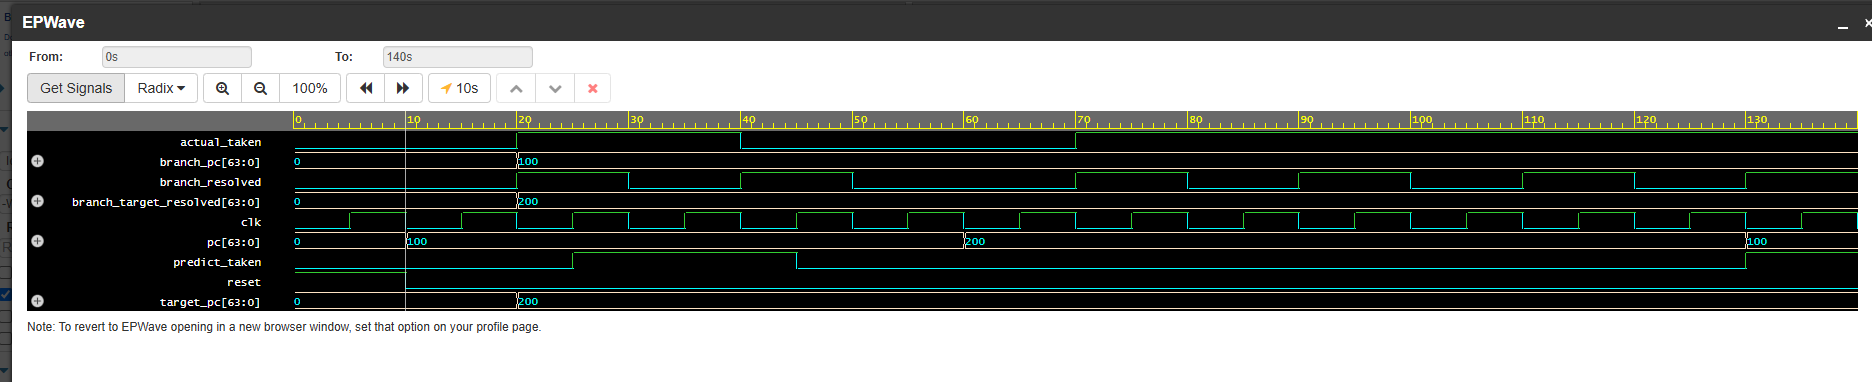 EPWave
From: 0s To: 140s
Get Signals Radix 100% 10s
0 10 20 30 40 50 60 70 80 90 100 110 120 130
actual_taken
branch_pc[63:0] 0 100
branch_resolved
branch_target_resolved[63:0] 0 200
clk
pc[63:0] 0 100 200 100
predict_taken
reset
target_pc[63:0] 0 200
Note: To revert to EPWave opening in a new browser window, set that option on your profile page.